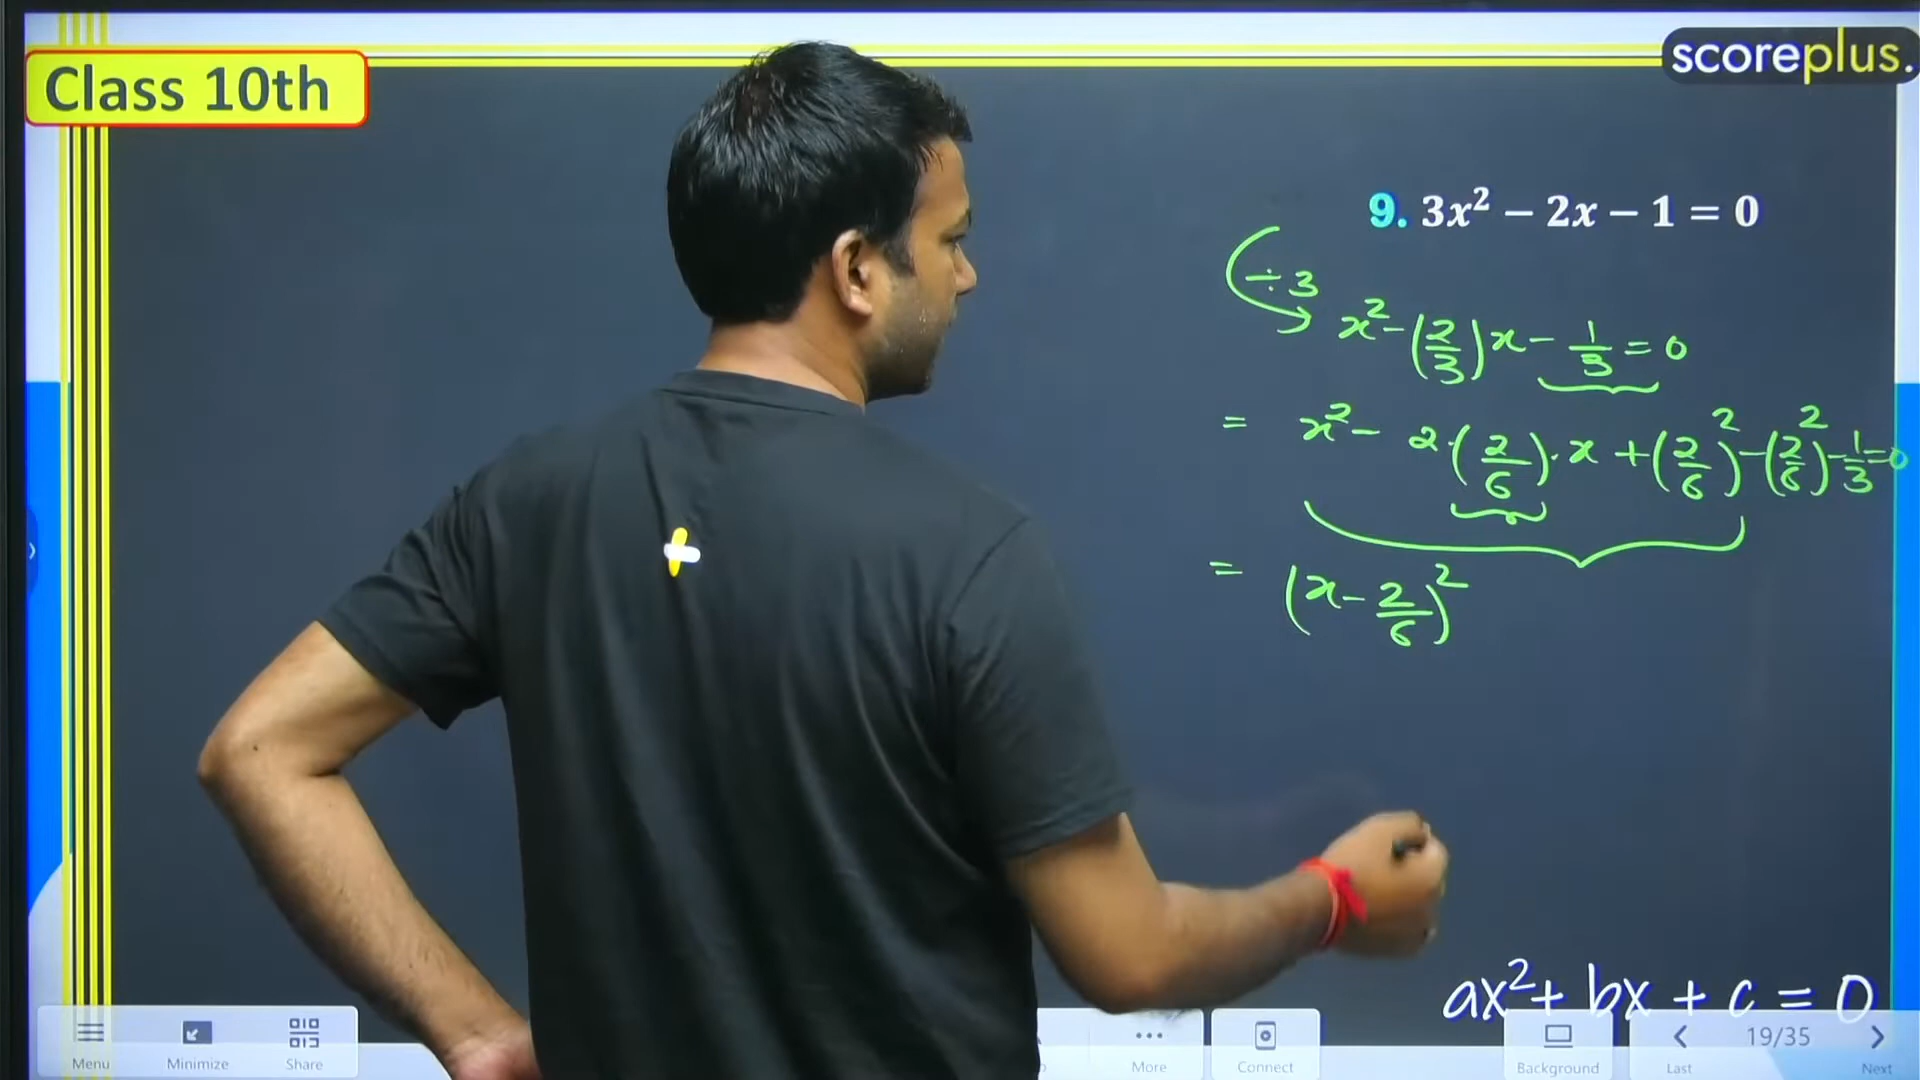 Class 10th
scoreplus.
9. 3x² − 2x − 1 = 0
÷3
x² − (2/3)x − 1/3 = 0
= x² − 2·(2/6)·x + (2/6)² − (2/6)² − 1/3 = 0
= (x − 2/6)²
ax² + bx + c = 0
Menu
Minimize
Share
More
Connect
Background
Last
19/35
Next